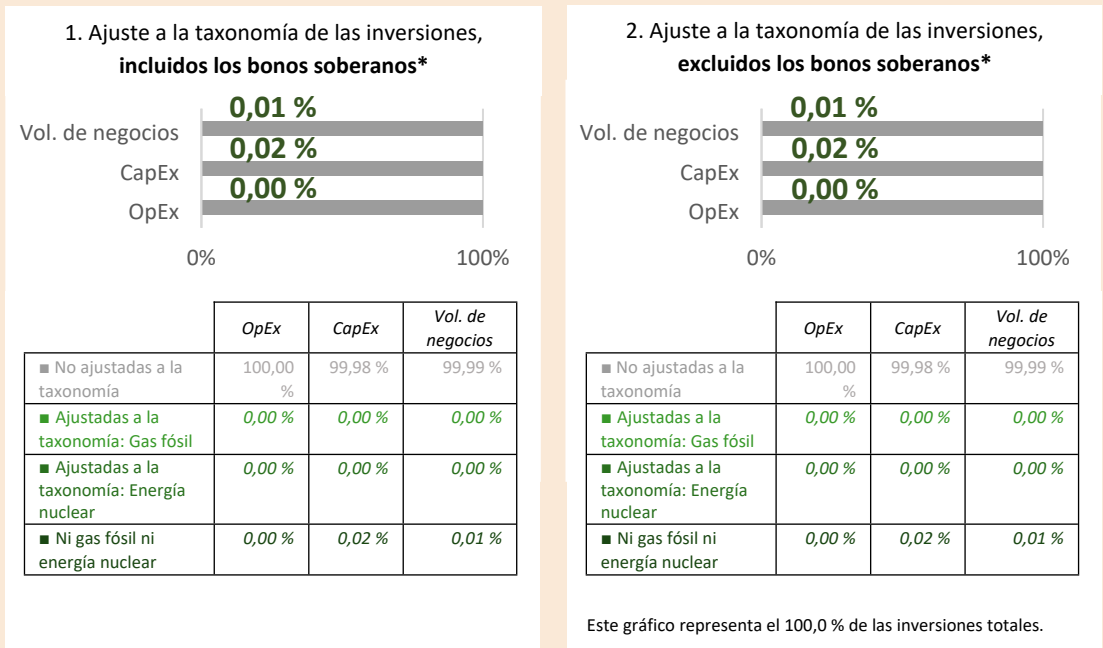 1. Ajuste a la taxonomía de las inversiones,
incluidos los bonos soberanos*
0,01 %
Vol. de negocios
0,02 %
CapEx
0,00 %
OpEx
0%
100%
OpEx CapEx Vol. de
negocios
■ No ajustadas a la 100,00 99,98 % 99,99 %
taxonomía %
■ Ajustadas a la 0,00 % 0,00 % 0,00 %
taxonomía: Gas fósil
■ Ajustadas a la 0,00 % 0,00 % 0,00 %
taxonomía: Energía
nuclear
■ Ni gas fósil ni 0,00 % 0,02 % 0,01 %
energía nuclear
2. Ajuste a la taxonomía de las inversiones,
excluidos los bonos soberanos*
0,01 %
Vol. de negocios
0,02 %
CapEx
0,00 %
OpEx
0%
100%
OpEx CapEx Vol. de
negocios
■ No ajustadas a la 100,00 99,98 % 99,99 %
taxonomía %
■ Ajustadas a la 0,00 % 0,00 % 0,00 %
taxonomía: Gas fósil
■ Ajustadas a la 0,00 % 0,00 % 0,00 %
taxonomía: Energía
nuclear
■ Ni gas fósil ni 0,00 % 0,02 % 0,01 %
energía nuclear
Este gráfico representa el 100,0 % de las inversiones totales.